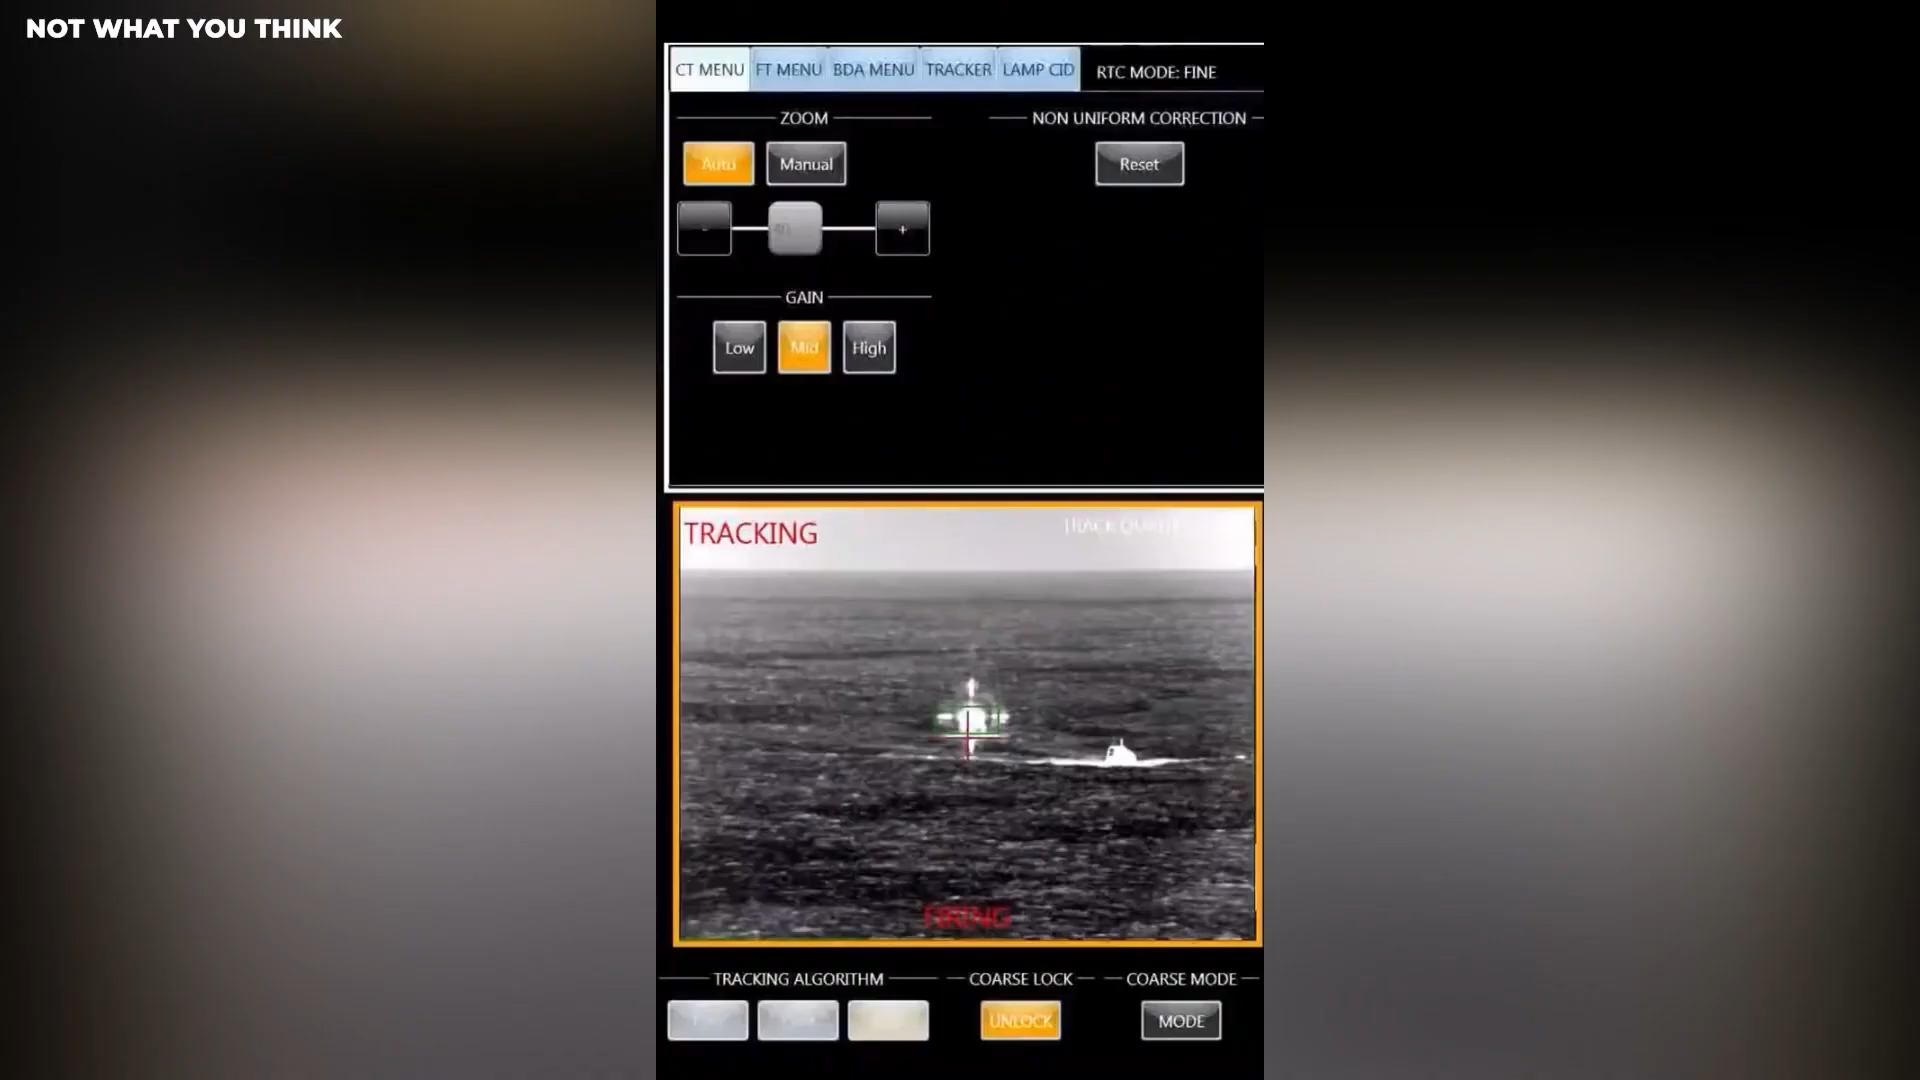 NOT WHAT YOU THINK
CT MENU FT MENU BDA MENU TRACKER LAMP CID RTC MODE: FINE
ZOOM NON UNIFORM CORRECTION
Auto Manual Reset
- +
GAIN
Low Mid High
TRACKING TRACK
FIRING
TRACKING ALGORITHM COARSE LOCK COARSE MODE
UNLOCK MODE